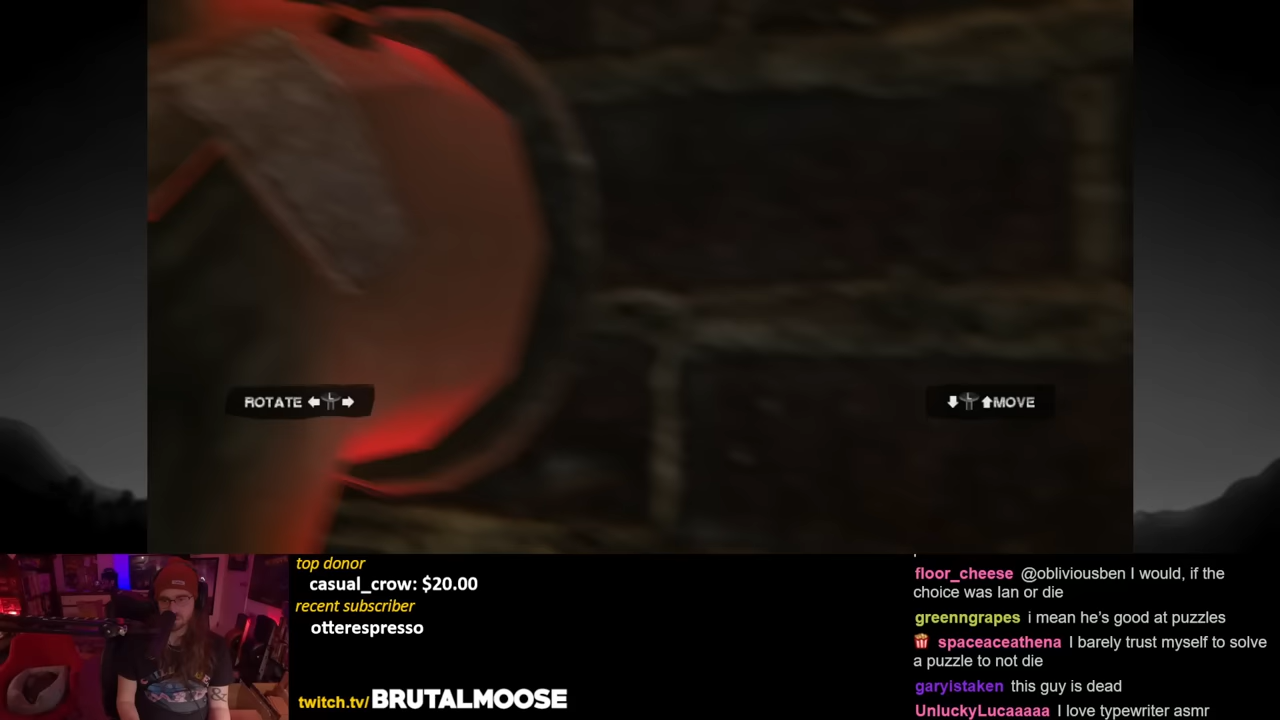 ROTATE
MOVE
top donor
casual_crow: $20.00
recent subscriber
otterespresso
twitch.tv/BRUTALMOOSE
floor_cheese @obliviousben I would, if the
choice was Ian or die
greenngrapes i mean he's good at puzzles
spaceaceathena I barely trust myself to solve
a puzzle to not die
garyistaken this guy is dead
UnluckyLucaaaaa I love typewriter asmr